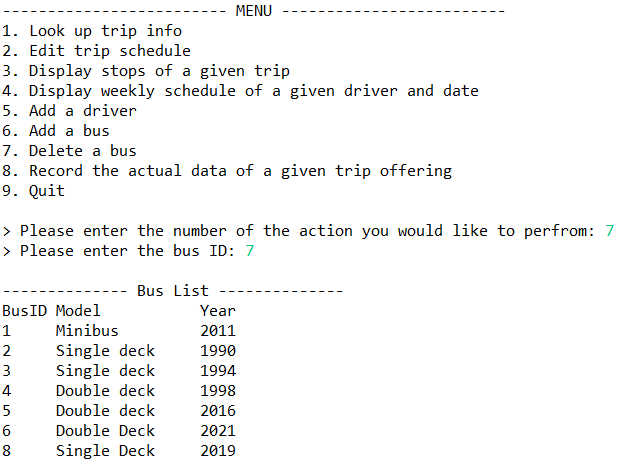 ------------------------- MENU -------------------------
1. Look up trip info
2. Edit trip schedule
3. Display stops of a given trip
4. Display weekly schedule of a given driver and date
5. Add a driver
6. Add a bus
7. Delete a bus
8. Record the actual data of a given trip offering
9. Quit
> Please enter the number of the action you would like to perfrom: 7
> Please enter the bus ID: 7
-------------- Bus List --------------
BusID Model           Year
1     Minibus         2011
2     Single deck     1990
3     Single deck     1994
4     Double deck     1998
5     Double deck     2016
6     Double Deck     2021
8     Single Deck     2019